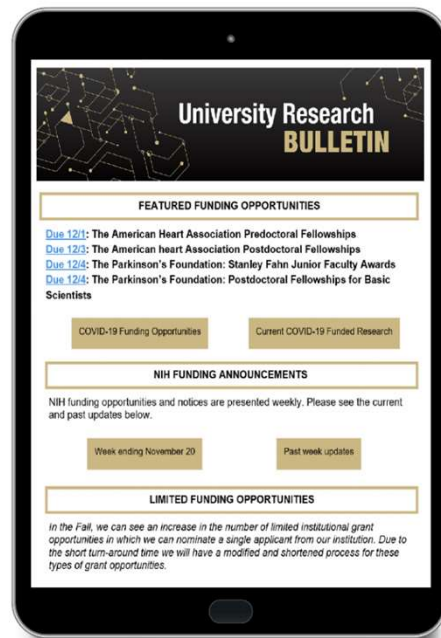 University Research
BULLETIN
FEATURED FUNDING OPPORTUNITIES
Due 12/1: The American Heart Association Predoctoral Fellowships
Due 12/3: The American heart Association Postdoctoral Fellowships
Due 12/4: The Parkinson's Foundation: Stanley Fahn Junior Faculty Awards
Due 12/4: The Parkinson's Foundation: Postdoctoral Fellowships for Basic
Scientists
COVID-19 Funding Opportunities
Current COVID-19 Funded Research
NIH FUNDING ANNOUNCEMENTS
NIH funding opportunities and notices are presented weekly. Please see the current
and past updates below.
Week ending November 20
Past week updates
LIMITED FUNDING OPPORTUNITIES
In the Fall, we can see an increase in the number of limited institutional grant
opportunities in which we can nominate a single applicant from our institution. Due to
the short turn-around time we will have a modified and shortened process for these
types of grant opportunities.